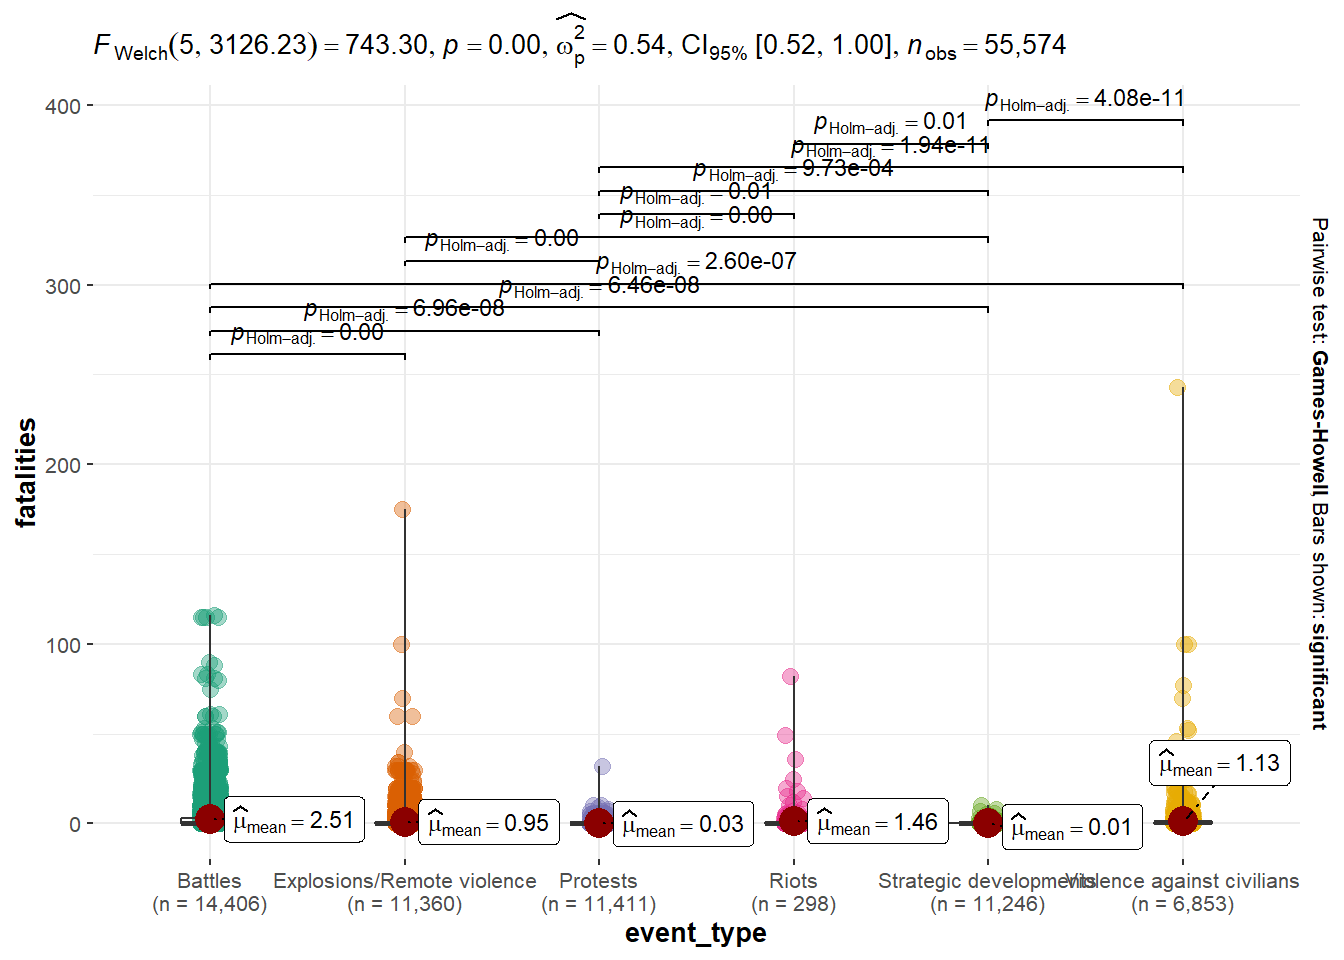 F Welch(5, 3126.23) = 743.30, p = 0.00, ω̂²p = 0.54, CI95% [0.52, 1.00], nobs = 55,574
400
300
200
100
0
fatalities
pHolm−adj. = 4.08e-11
pHolm−adj. = 0.01
pHolm−adj. = 1.94e-11
pHolm−adj. = 9.73e-04
pHolm−adj. = 0.01
pHolm−adj. = 0.00
pHolm−adj. = 0.00
pHolm−adj. = 2.60e-07
pHolm−adj. = 6.46e-08
pHolm−adj. = 6.96e-08
pHolm−adj. = 0.00
μ̂mean = 2.51
μ̂mean = 0.95
μ̂mean = 0.03
μ̂mean = 1.46
μ̂mean = 0.01
μ̂mean = 1.13
Battles
(n = 14,406)
Explosions/Remote violence
(n = 11,360)
Protests
(n = 11,411)
Riots
(n = 298)
Strategic developments
(n = 11,246)
Violence against civilians
(n = 6,853)
event_type
Pairwise test: Games-Howell, Bars shown: significant